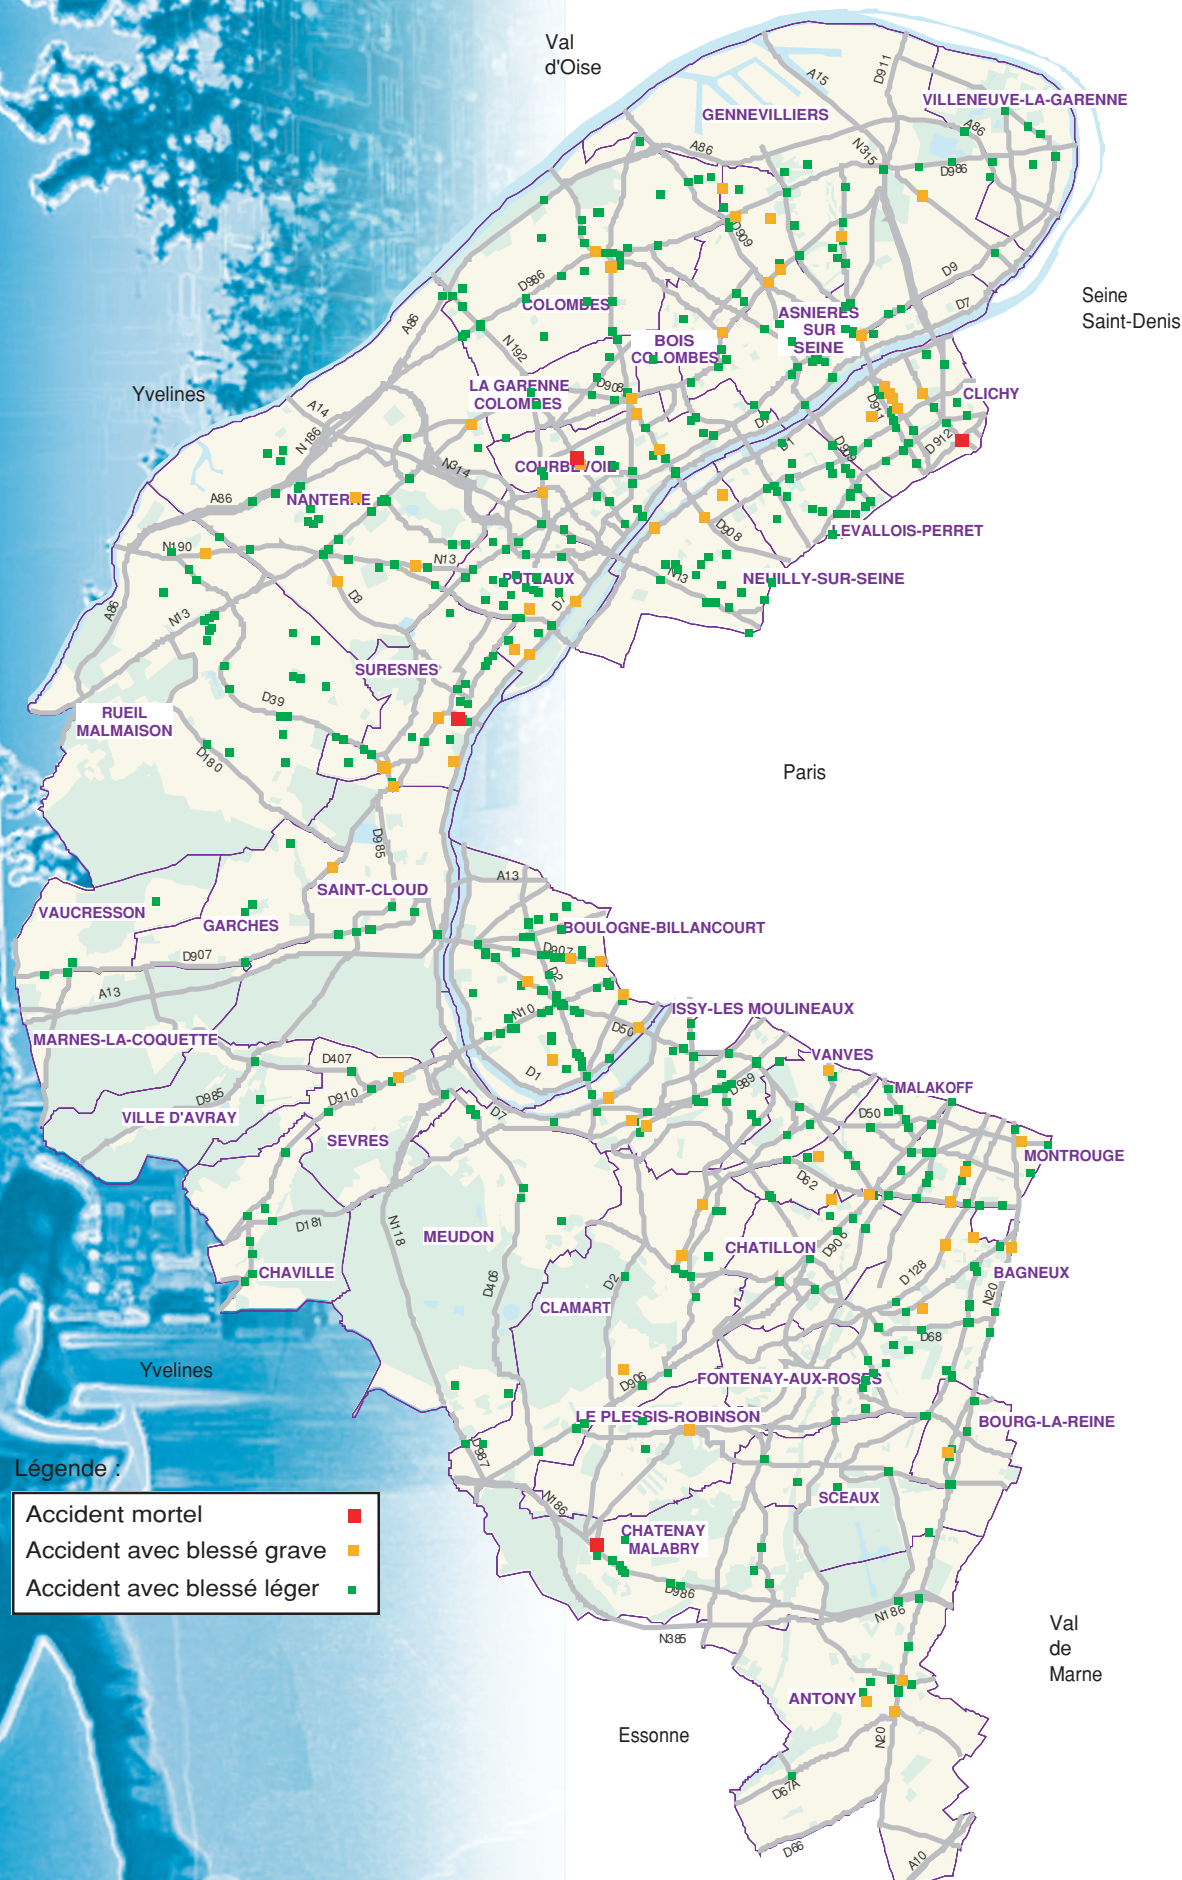 Val
d'Oise
A15
D911
VILLENEUVE-LA-GARENNE
GENNEVILLIERS
A86
A86
N315
D986
D909
D9
D7
Seine
Saint-Denis
D986
COLOMBES
ASNIERES
SUR
SEINE
A86
N192
BOIS
COLOMBES
Yvelines
LA GARENNE
COLOMBES
D908
CLICHY
A14
N186
D7
D911
D912
D1
D909
N314
COURBEVOIE
A86
NANTERRE
D908
LEVALLOIS-PERRET
N190
N13
N13
PUTEAUX
NEUILLY-SUR-SEINE
A86
D3
D7
N13
SURESNES
D39
RUEIL
MALMAISON
D180
Paris
D985
A13
SAINT-CLOUD
VAUCRESSON
GARCHES
BOULOGNE-BILLANCOURT
D907
D907
D2
A13
N10
ISSY-LES MOULINEAUX
D50
MARNES-LA-COQUETTE
VANVES
D407
D1
D989
MALAKOFF
D985
D910
D7
D50
VILLE D'AVRAY
SEVRES
MONTROUGE
D62
D181
N118
MEUDON
CHATILLON
D906
CHAVILLE
D406
D2
D128
BAGNEUX
N20
CLAMART
D68
Yvelines
D906
FONTENAY-AUX-ROSES
LE PLESSIS-ROBINSON
BOURG-LA-REINE
D987
Légende :
N186
SCEAUX
Accident mortel
Accident avec blessé grave
Accident avec blessé léger
CHATENAY
MALABRY
D986
N186
N385
Val
de
Marne
ANTONY
Essonne
N20
D67A
D66
A10